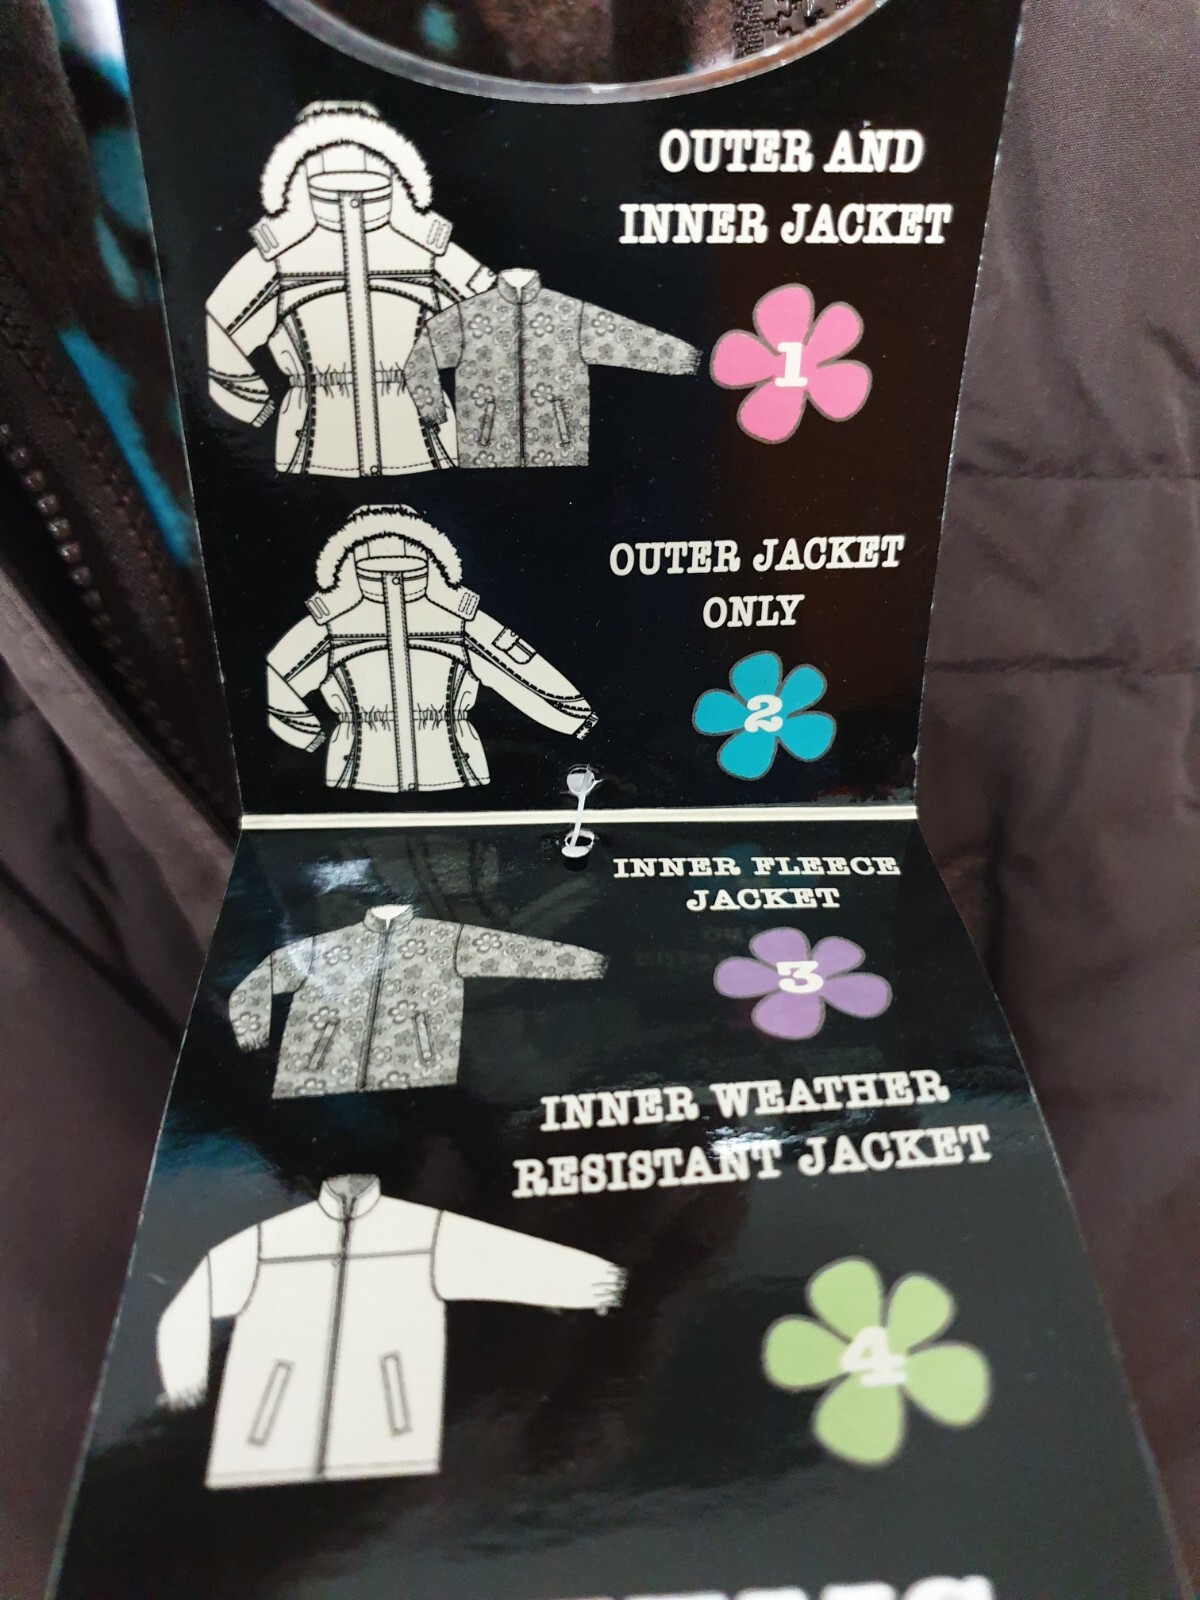 OUTER AND
INNER JACKET
1
OUTER JACKET
ONLY
2
INNER FLEECE
JACKET
3
INNER WEATHER
RESISTANT JACKET
4